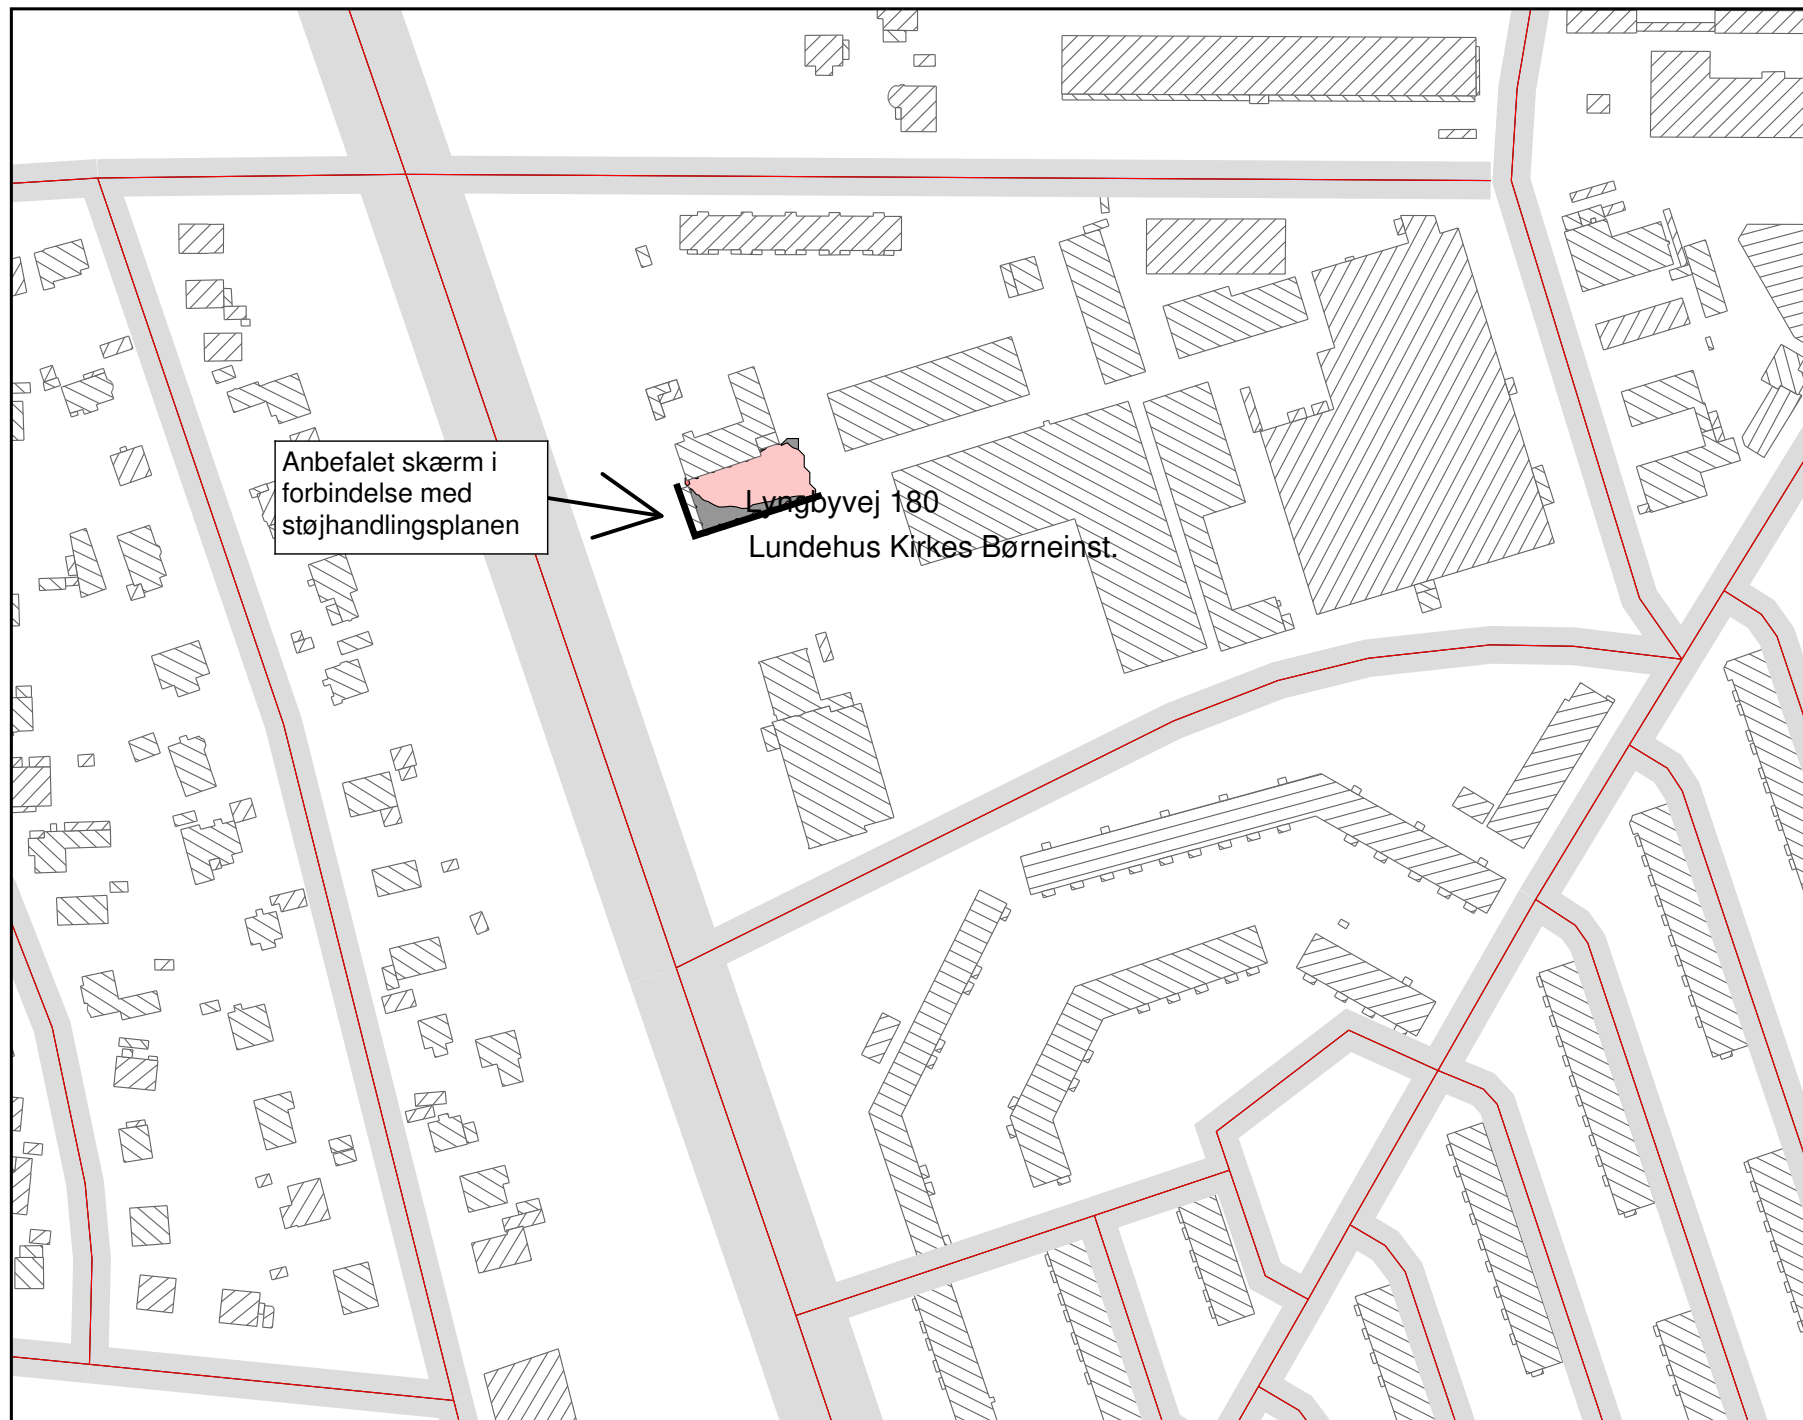 Anbefalet skærm i
forbindelse med
støjhandlingsplanen
Lyngbyvej 180
Lundehus Kirkes Børneinst.